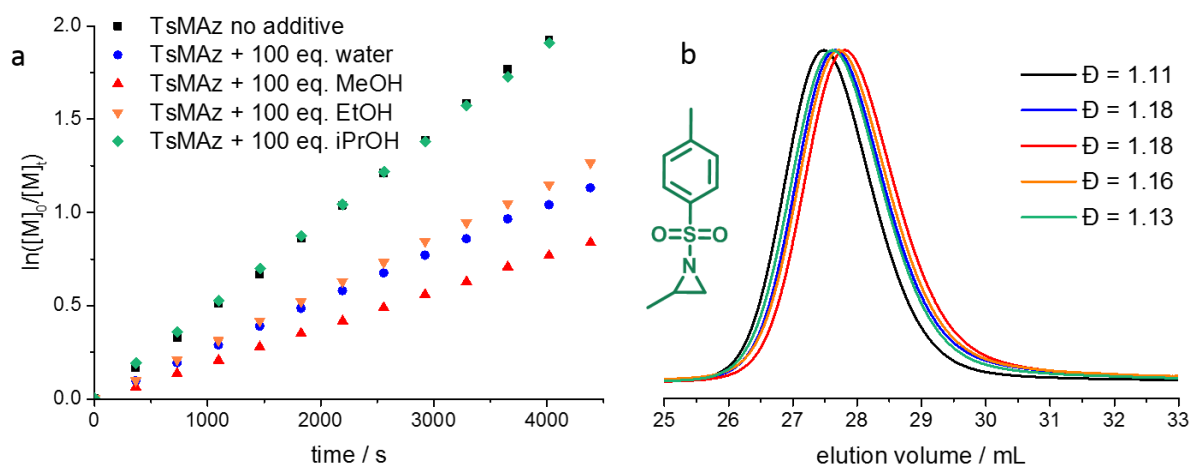 a
TsMAz no additive
TsMAz + 100 eq. water
TsMAz + 100 eq. MeOH
TsMAz + 100 eq. EtOH
TsMAz + 100 eq. iPrOH
ln([M]0/[M]t)
2.0
1.5
1.0
0.5
0.0
0
1000
2000
3000
4000
time / s
b
Đ = 1.11
Đ = 1.18
Đ = 1.18
Đ = 1.16
Đ = 1.13
O=S=O
N
25
26
27
28
29
30
31
32
33
elution volume / mL